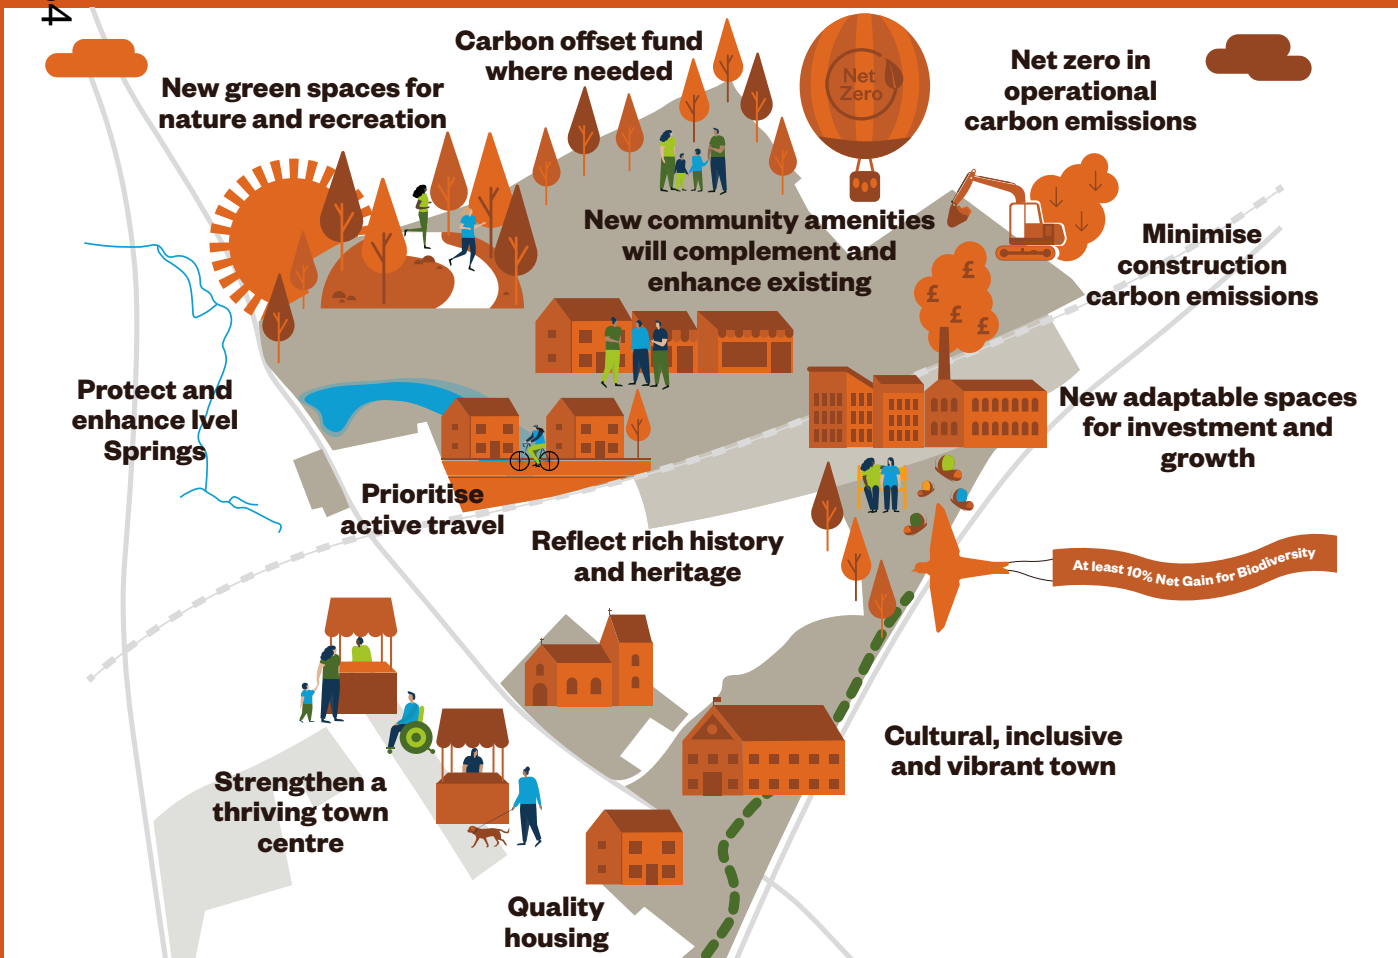 4
Carbon offset fund
where needed
New green spaces for
nature and recreation
Net
Zero
Net zero in
operational
carbon emissions
New community amenities
will complement and
enhance existing
Minimise
construction
carbon emissions
£
£
£
£
Protect and
enhance Ivel
Springs
New adaptable spaces
for investment and
growth
Prioritise
active travel
Reflect rich history
and heritage
At least 10% Net Gain for Biodiversity
Cultural, inclusive
and vibrant town
Strengthen a
thriving town
centre
Quality
housing